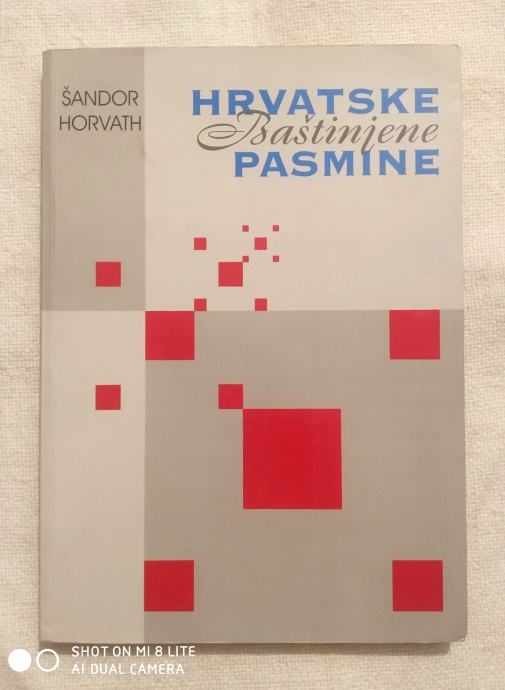 ŠANDOR
HORVATH
HRVATSKE
Baštinjene
PASMINE
SHOT ON MI 8 LITE
AI DUAL CAMERA